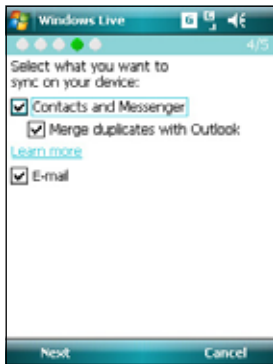 Windows Live
4/5
Select what you want to
sync on your device:
Contacts and Messenger
Merge duplicates with Outlook
Learn more
E-mail
Next Cancel